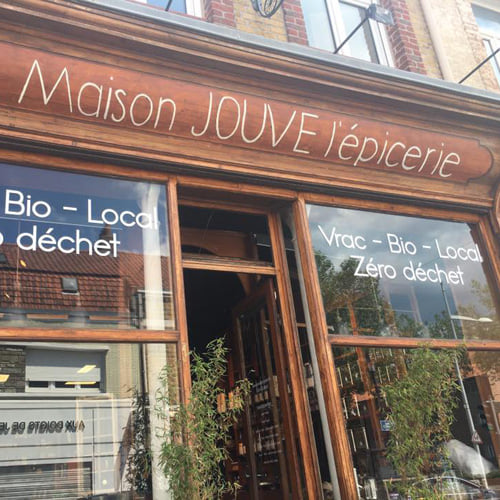 Maison JOUVE l'épicerie
Bio - Local
déchet
Vrac - Bio - Local
Zéro déchet